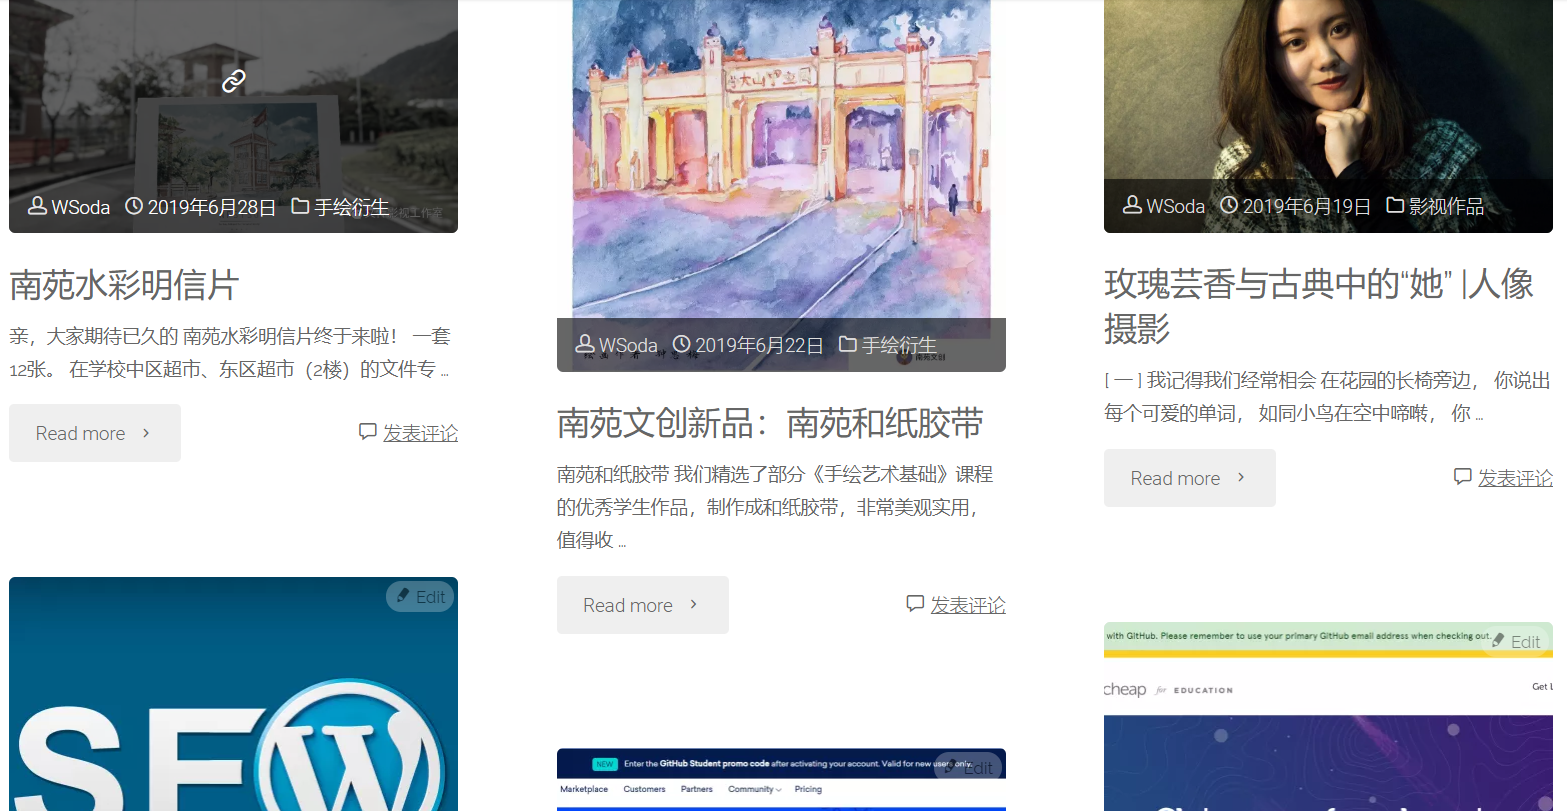 WSoda 2019年6月28日 手绘衍生
南苑水彩明信片
亲，大家期待已久的 南苑水彩明信片终于来啦！ 一套
12张。 在学校中区超市、东区超市（2楼）的文件专 ...
Read more
发表评论
Edit
SE
W
WSoda 2019年6月22日 手绘衍生
南苑文创
南苑文创新品：南苑和纸胶带
南苑和纸胶带 我们精选了部分《手绘艺术基础》课程
的优秀学生作品，制作成和纸胶带，非常美观实用，
值得收 ...
Read more
发表评论
Edit
NEW Enter the GitHub Student promo code after activating your account. Valid for new users only.
Marketplace Customers Partners Community Pricing
WSoda 2019年6月19日 影视作品
玫瑰芸香与古典中的“她” |人像
摄影
[ 一 ] 我记得我们经常相会 在花园的长椅旁边， 你说出
每个可爱的单词， 如同小鸟在空中啼啭， 你 ...
Read more
发表评论
with GitHub. Please remember to use your primary GitHub email address when checking out.
Edit
cheap for EDUCATION
Get